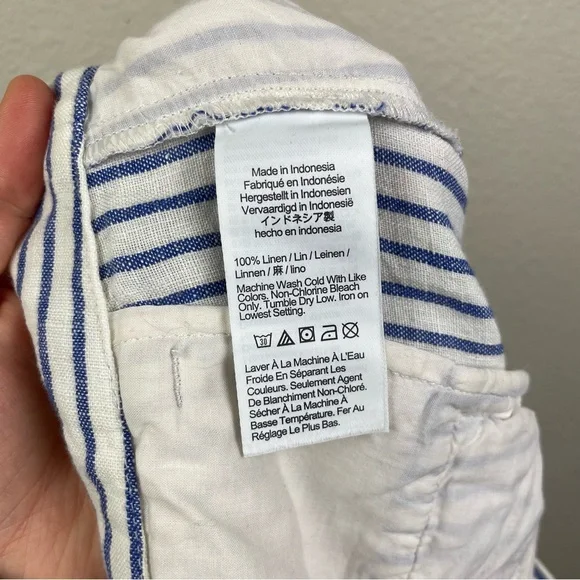 Made in Indonesia
Fabriqué en Indonésie
Hergestellt in Indonesien
Vervaardigd in Indonesië
インドネシア製
hecho en indonesia
100% Linen / Lin / Leinen /
Linnen / 麻 / lino
Machine Wash Cold With Like
Colors. Non-Chlorine Bleach
Only. Tumble Dry Low. Iron on
Lowest Setting.
30
Laver À La Machine À L'Eau
Froide En Séparant Les
Couleurs. Seulement Agent
De Blanchiment Non-Chloré.
Sécher À La Machine À
Basse Température. Fer Au
Réglage Le Plus Bas.